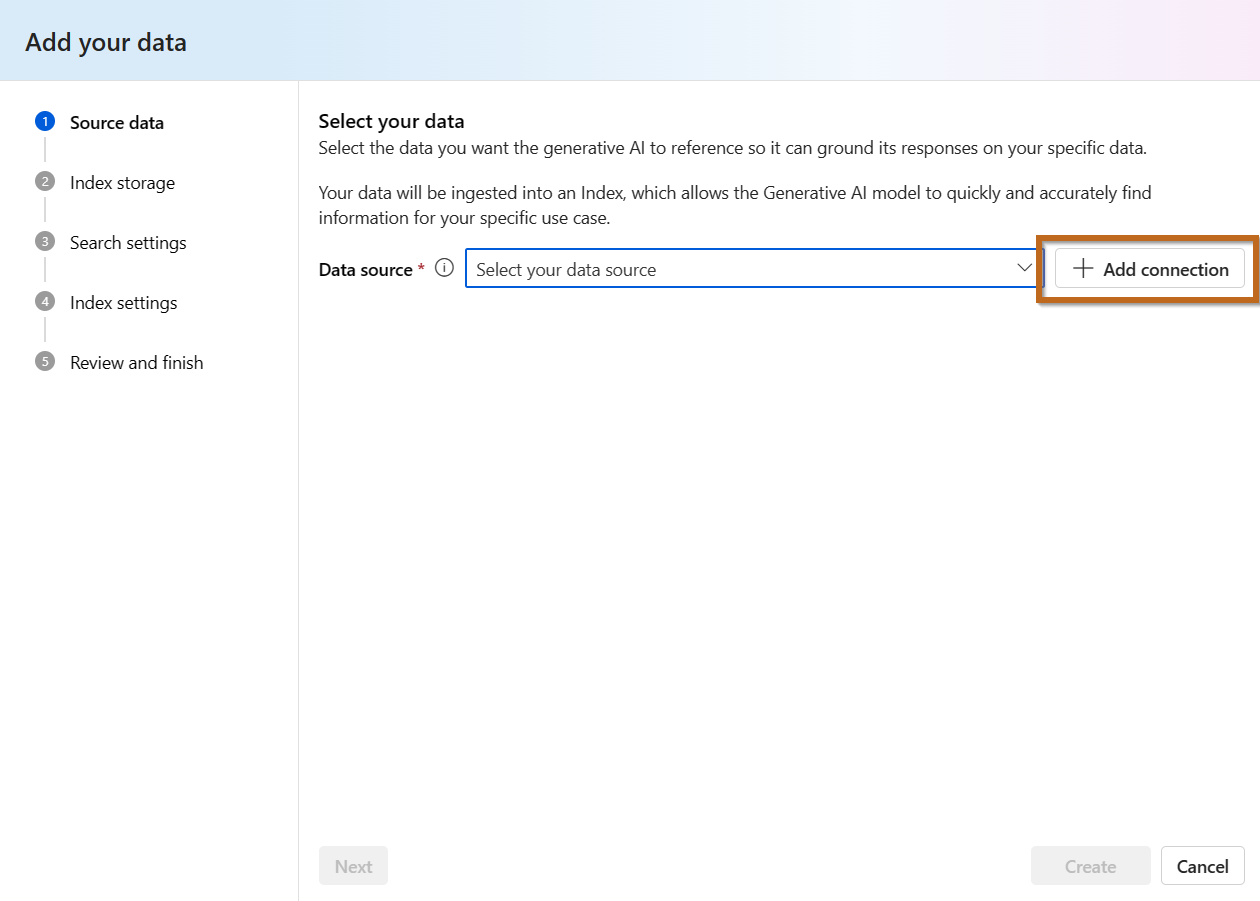 Add your data
1 Source data
2 Index storage
3 Search settings
4 Index settings
5 Review and finish
Select your data
Select the data you want the generative AI to reference so it can ground its responses on your specific data.
Your data will be ingested into an Index, which allows the Generative AI model to quickly and accurately find
information for your specific use case.
Data source * Select your data source
Add connection
Next
Create
Cancel